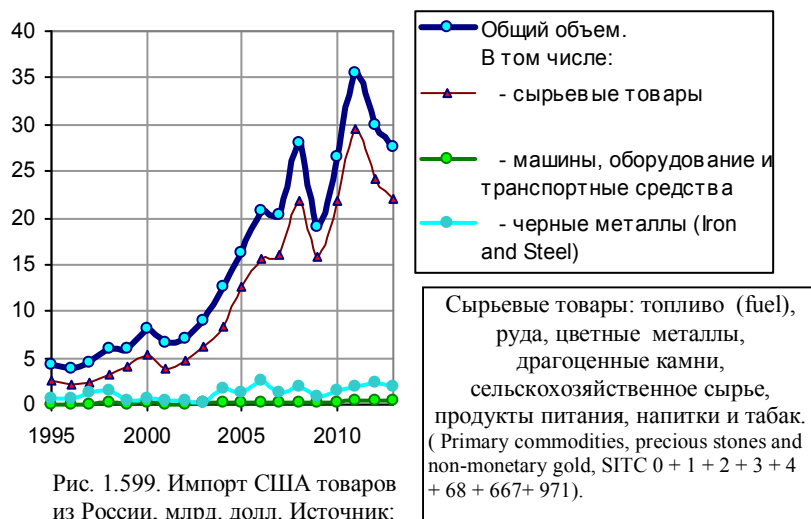 40
35
30
25
20
15
10
5
0
1995
2000
2005
2010
Общий объем.
В том числе:
- сырьевые товары
- машины, оборудование и
транспортные средства
- черные металлы (Iron
and Steel)
Сырьевые товары: топливо (fuel),
руда, цветные металлы,
драгоценные камни,
сельскохозяйственное сырье,
продукты питания, напитки и табак.
( Primary commodities, precious stones and
non-monetary gold, SITC 0 + 1 + 2 + 3 + 4
+ 68 + 667+ 971).
Рис. 1.599. Импорт США товаров
из России, млрд. долл. Источник: